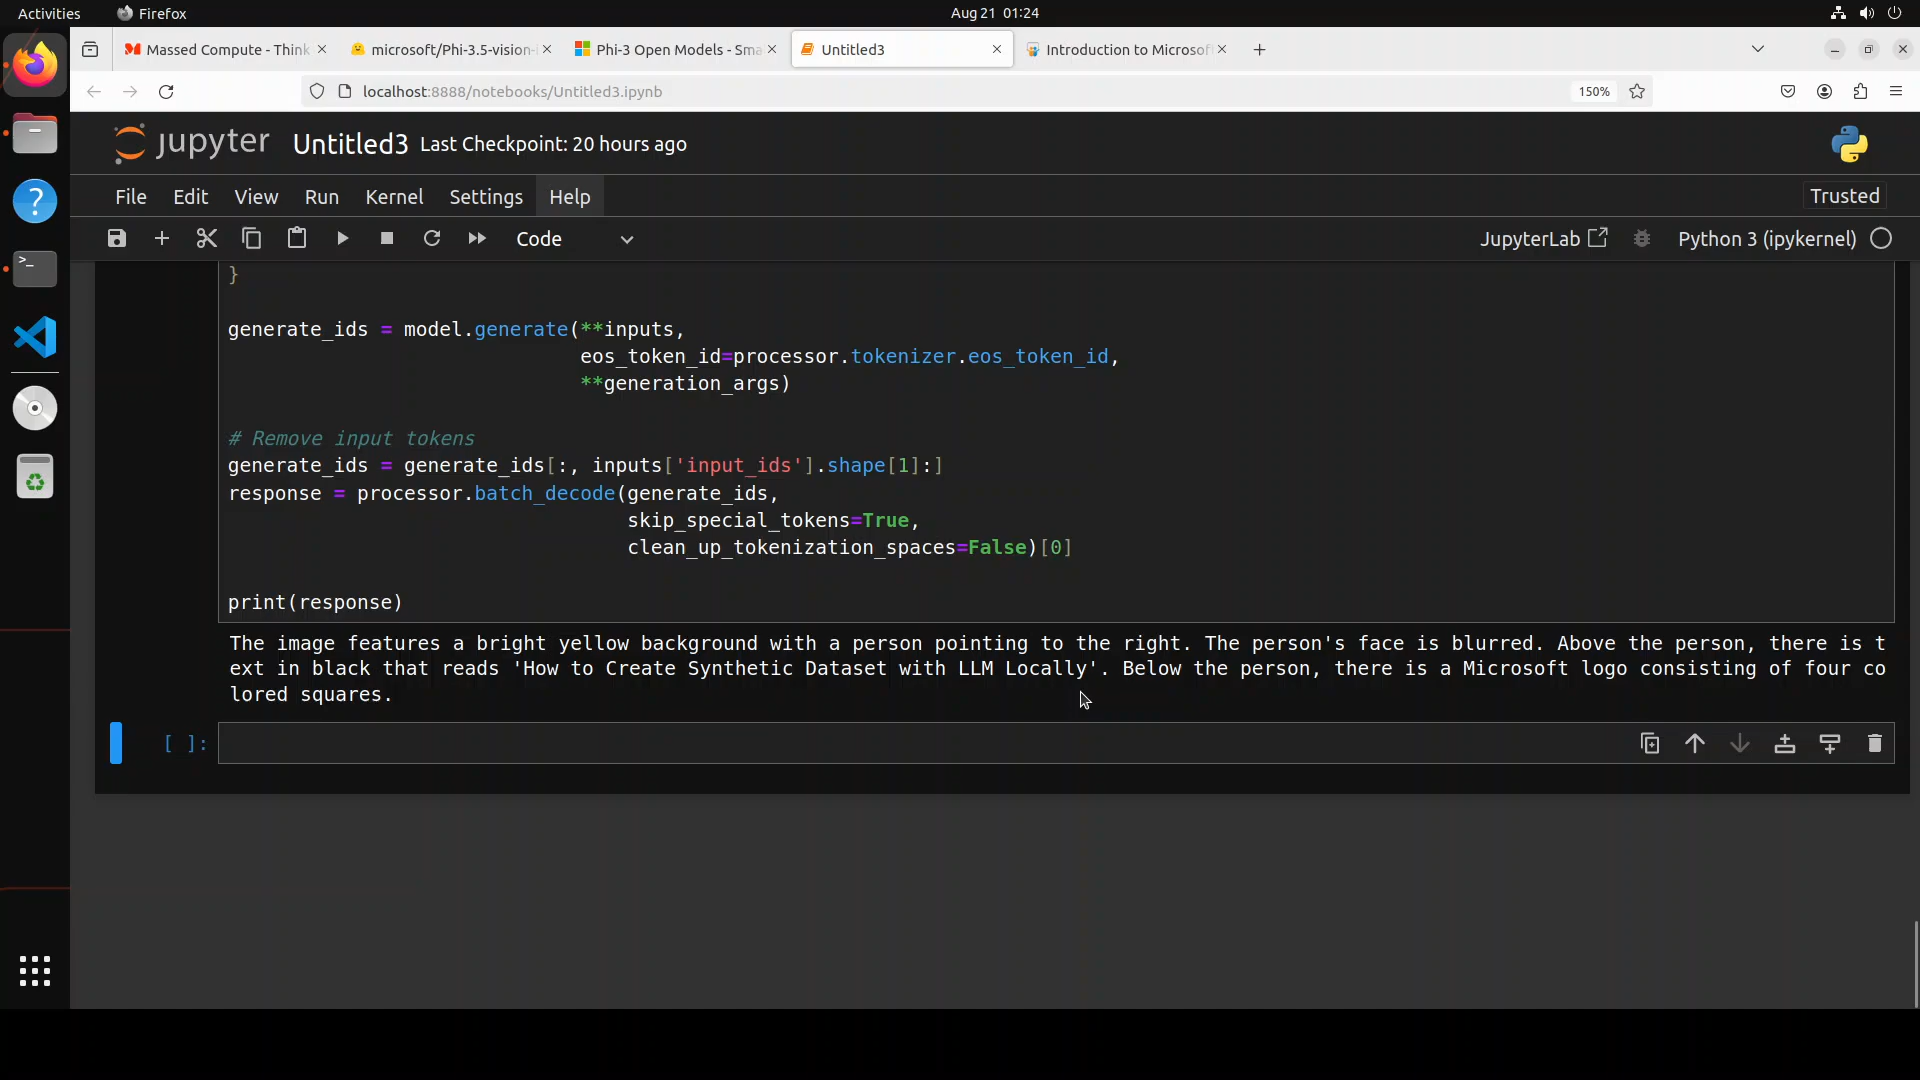 Activities Firefox Aug 21 01:24
Massed Compute - Think microsoft/Phi-3.5-vision-i Phi-3 Open Models - Sma Untitled3 Introduction to Microsof
localhost:8888/notebooks/Untitled3.ipynb 150%
jupyter Untitled3 Last Checkpoint: 20 hours ago
File Edit View Run Kernel Settings Help Trusted
Code JupyterLab Python 3 (ipykernel)
}
generate_ids = model.generate(**inputs,
eos_token_id=processor.tokenizer.eos_token_id,
**generation_args)
# Remove input tokens
generate_ids = generate_ids[:, inputs['input_ids'].shape[1]:]
response = processor.batch_decode(generate_ids,
skip_special_tokens=True,
clean_up_tokenization_spaces=False)[0]
print(response)
The image features a bright yellow background with a person pointing to the right. The person's face is blurred. Above the person, there is t
ext in black that reads 'How to Create Synthetic Dataset with LLM Locally'. Below the person, there is a Microsoft logo consisting of four co
lored squares.
[ ]: